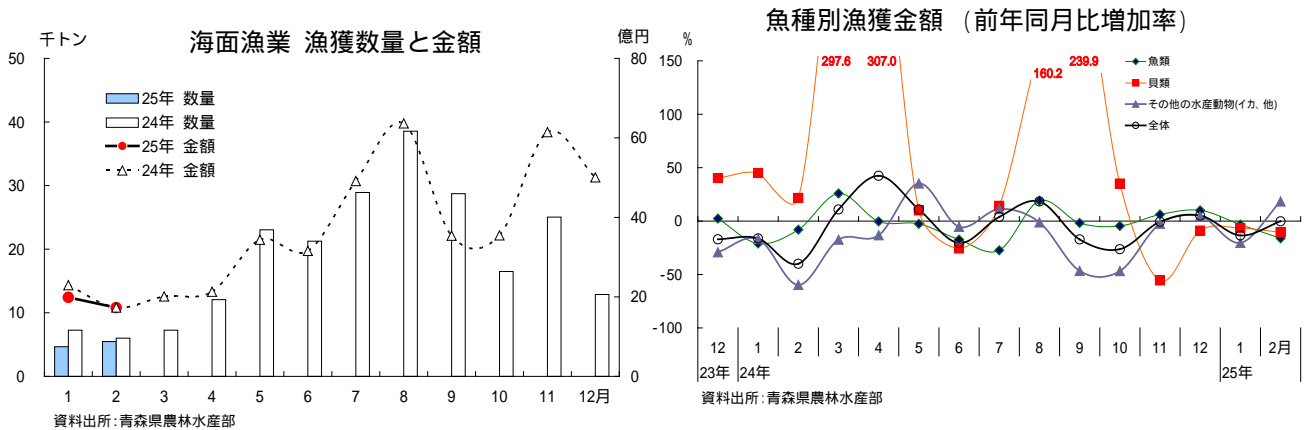 海面漁業 漁獲数量と金額
千トン
億円
50
40
30
20
10
0
80
60
40
20
0
25年 数量
24年 数量
25年 金額
24年 金額
1 2 3 4 5 6 7 8 9 10 11 12月
資料出所:青森県農林水産部
魚種別漁獲金額 (前年同月比増加率)
%
150
100
50
0
-50
-100
297.6
307.0
160.2
239.9
魚類
貝類
その他の水産動物(イカ、他)
全体
12 1 2 3 4 5 6 7 8 9 10 11 12 1 2月
23年 24年 25年
資料出所:青森県農林水産部